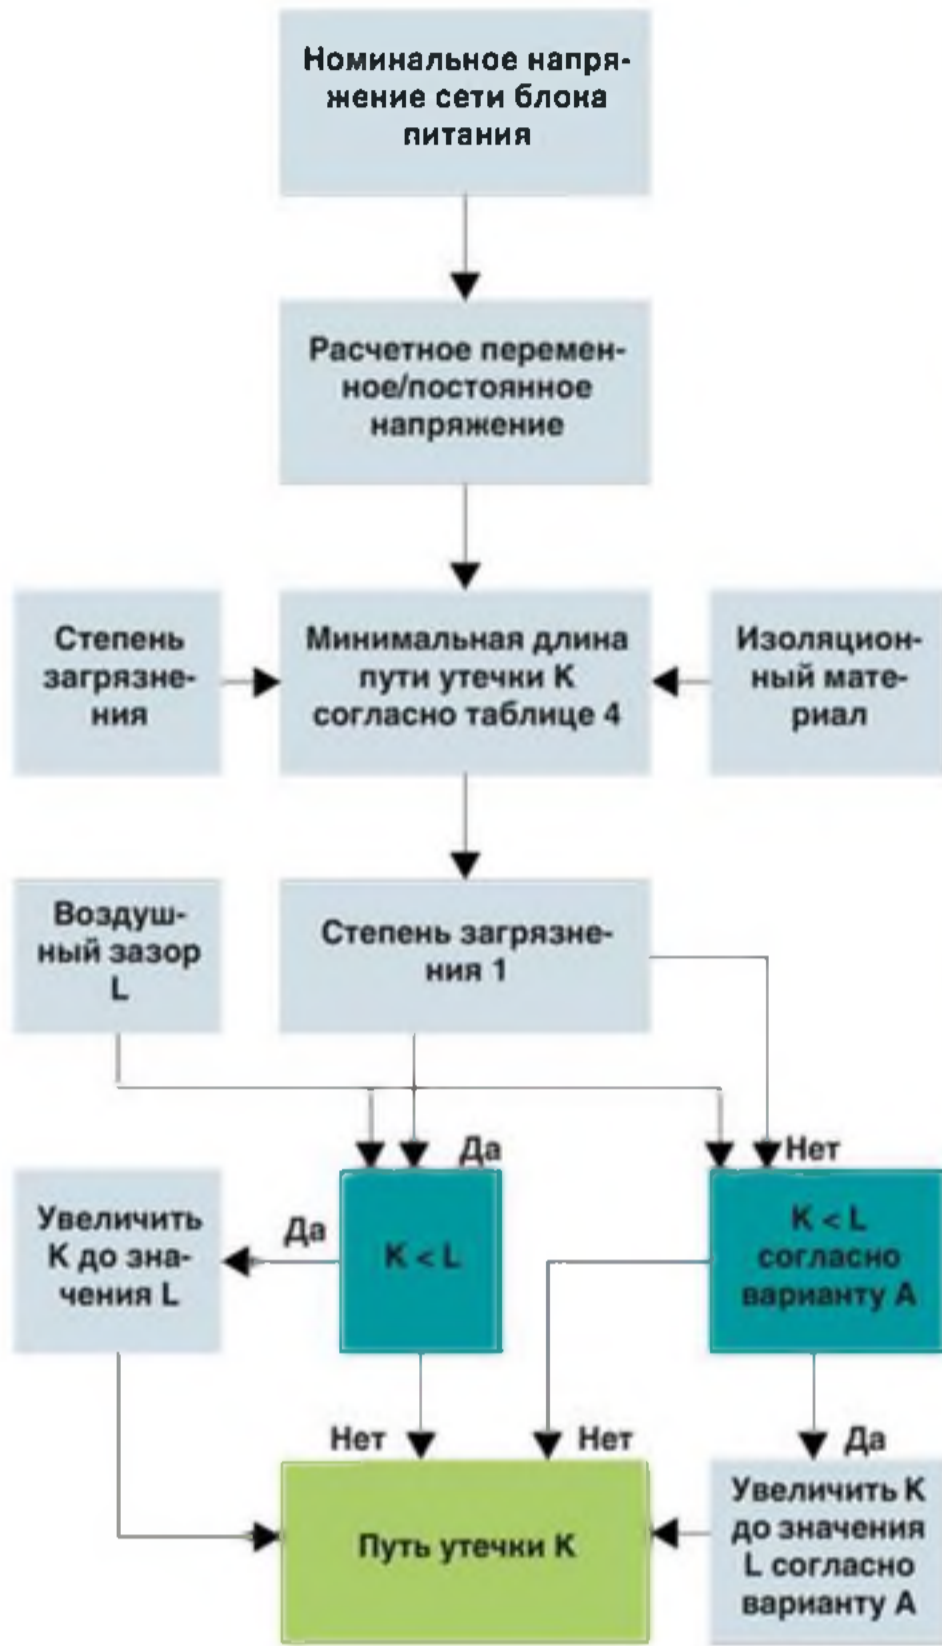 Номинальное напря-
жение сети блока
питания
Расчетное перемен-
ное/постоянное
напряжение
Степень
загрязне-
ния
Минимальная длина
пути утечки К
согласно таблице 4
Изоляцион-
ный мате-
риал
Воздуш-
ный зазор
L
Степень загрязне-
ния 1
Да
Нет
Увеличить
К до зна-
чения L
Да
K < L
K < L
согласно
варианту А
Нет
Нет
Да
Путь утечки К
Увеличить К
до значения
L согласно
варианту А